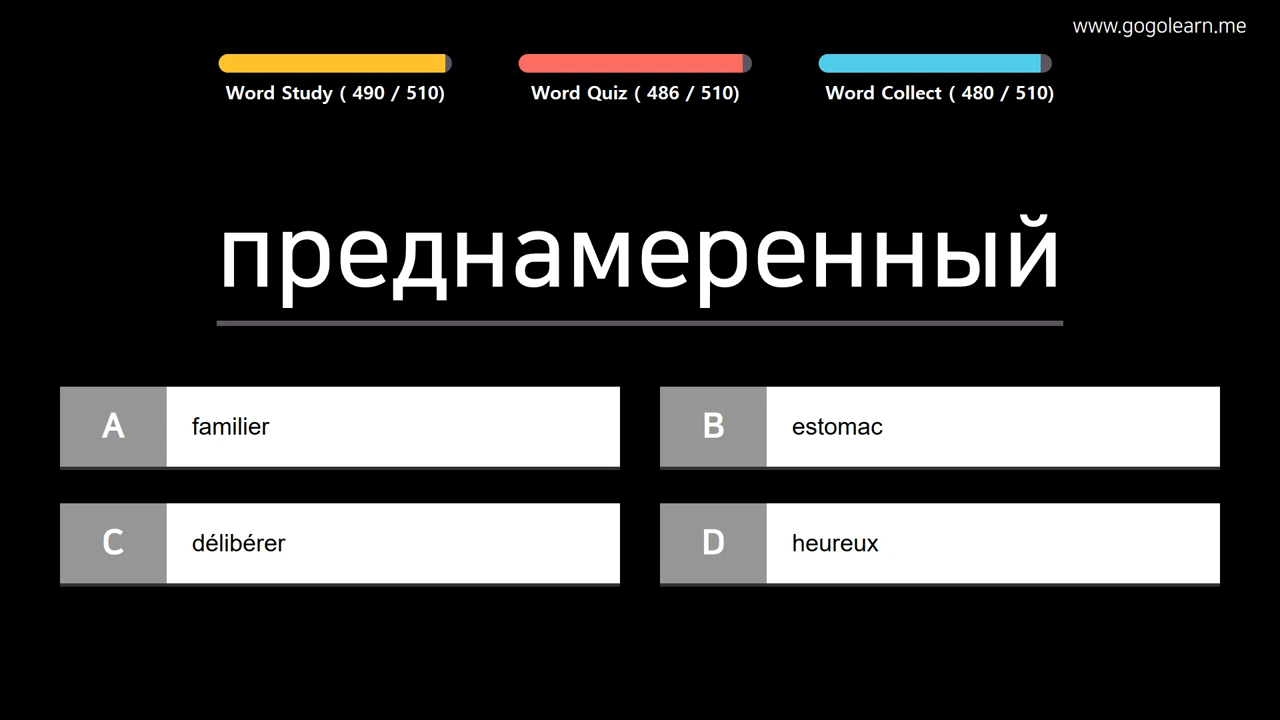 www.gogolearn.me
Word Study ( 490 / 510)
Word Quiz ( 486 / 510)
Word Collect ( 480 / 510)
преднамеренный
A familier
B estomac
C délibérer
D heureux